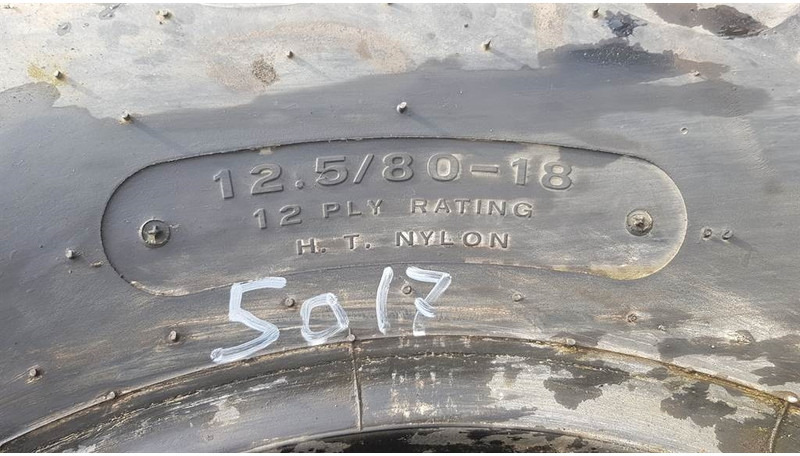 12.5/80-18
12 PLY RATING
H. T. NYLON
5017